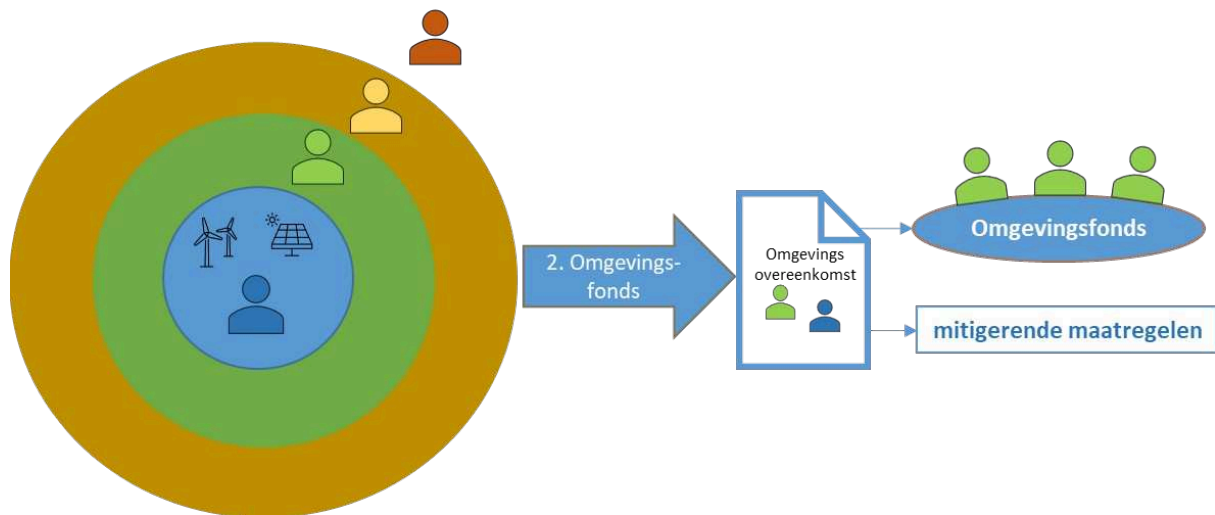 2. Omgevings-
fonds
Omgevings
overeenkomst
Omgevingsfonds
mitigerende maatregelen